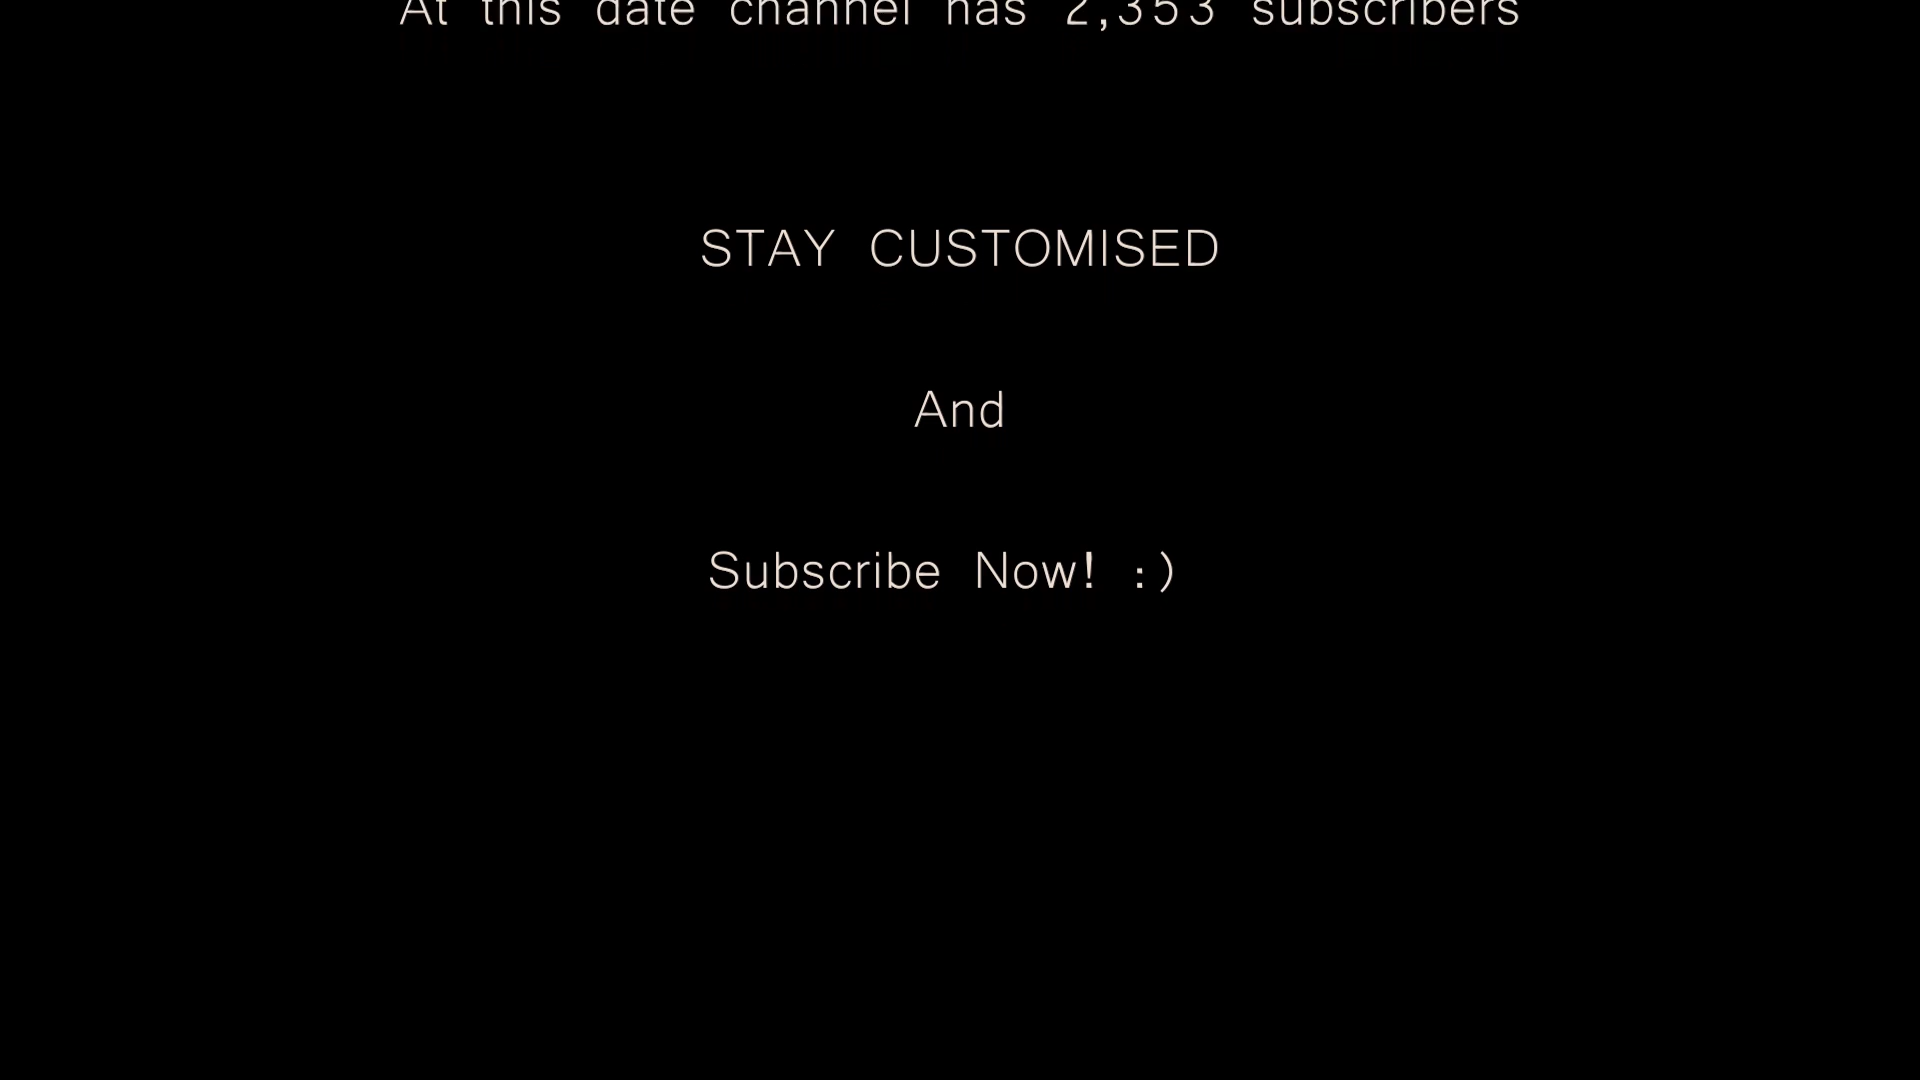 At this date channel has 2,353 subscribers
STAY CUSTOMISED
And
Subscribe Now! :)